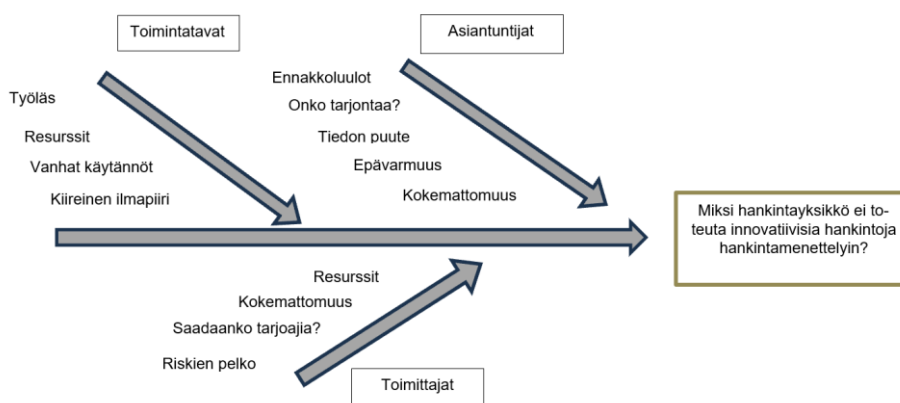 Toimintatavat
Työläs
Resurssit
Vanhat käytännöt
Kiireinen ilmapiiri
Asiantuntijat
Ennakkoluulot
Onko tarjontaa?
Tiedon puute
Epävarmuus
Kokemattomuus
Miksi hankintayksikkö ei to-
teuta innovatiivisia hankintoja
hankintamenettelyin?
Resurssit
Kokemattomuus
Saadaanko tarjoajia?
Riskien pelko
Toimittajat